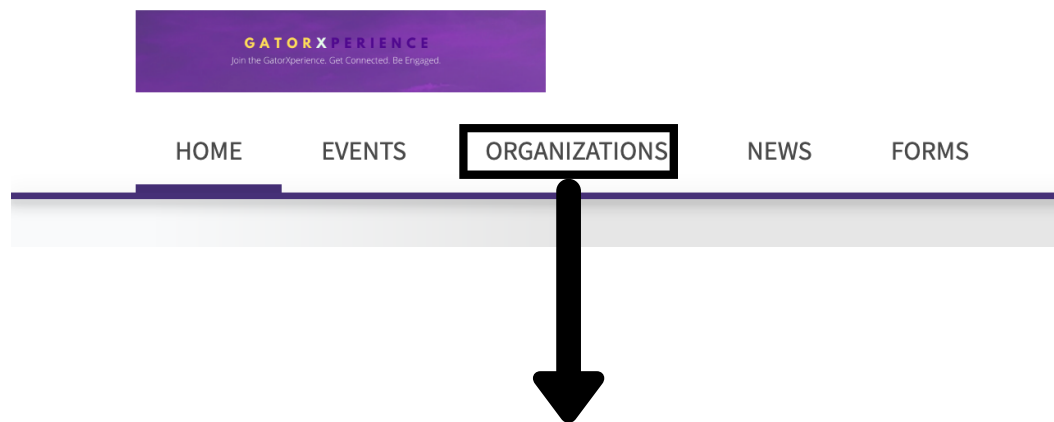 GATORXPERIENCE
Join the GatorXperience. Get Connected. Be Engaged.
HOME EVENTS ORGANIZATIONS NEWS FORMS